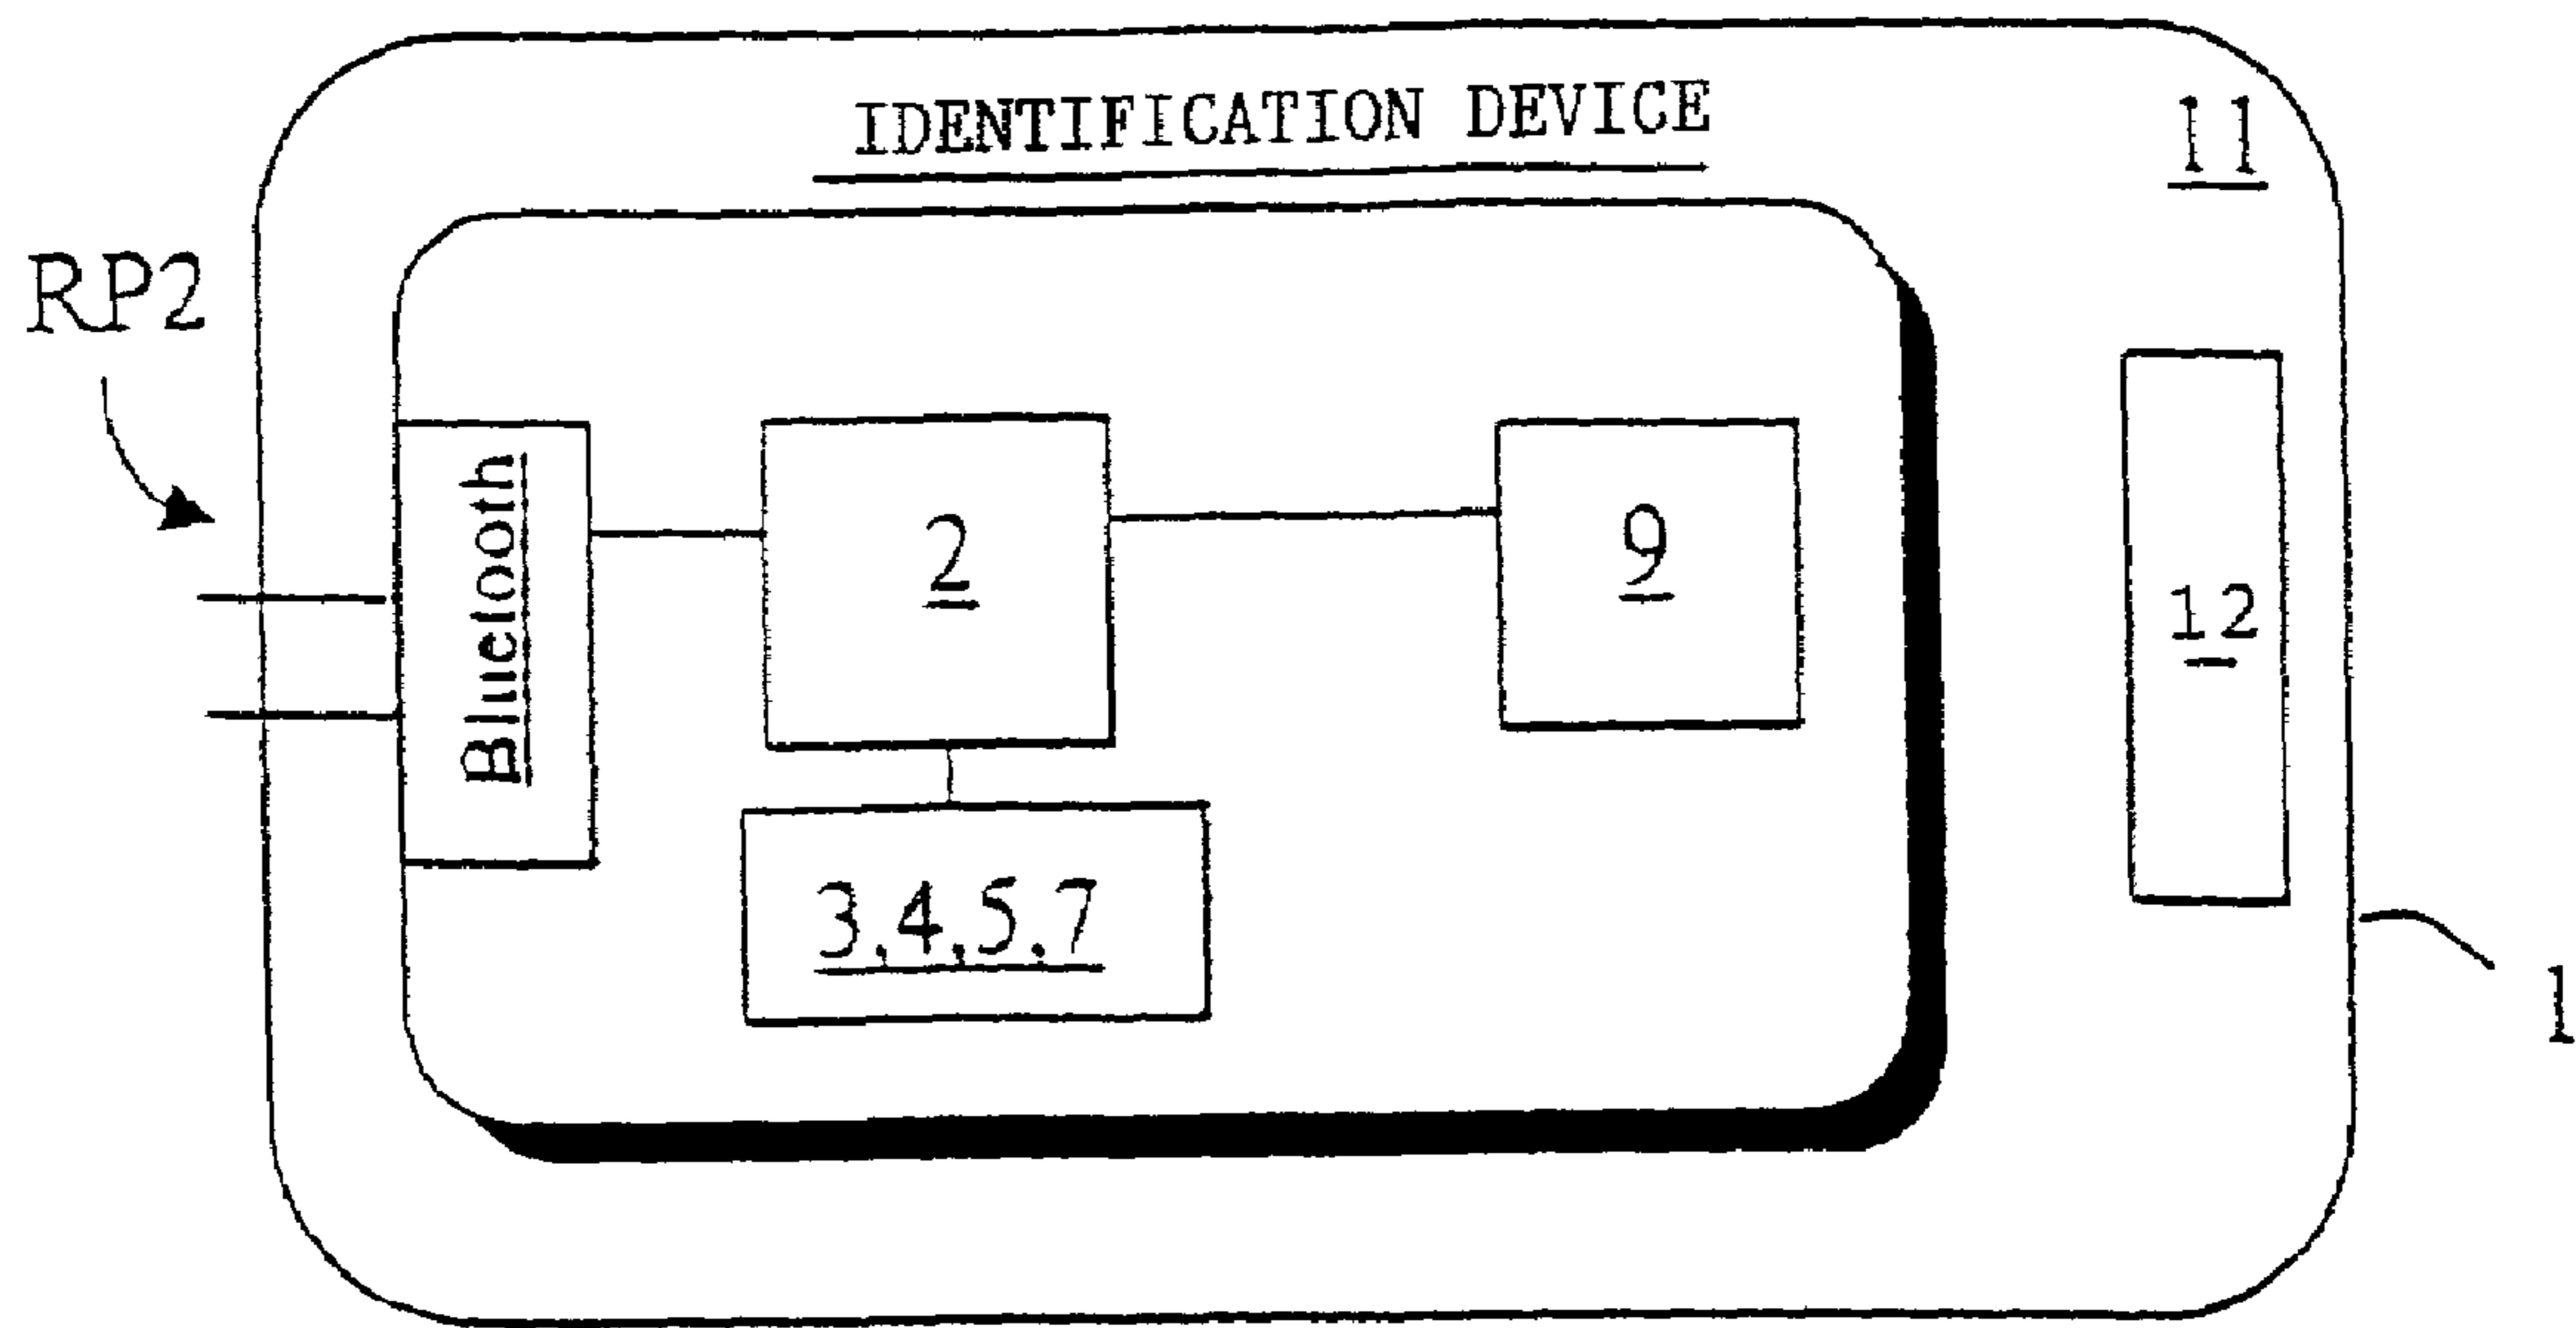 IDENTIFICATION DEVICE
11
RP2
Bluetooth
2
9
12
3,4,5.7
1